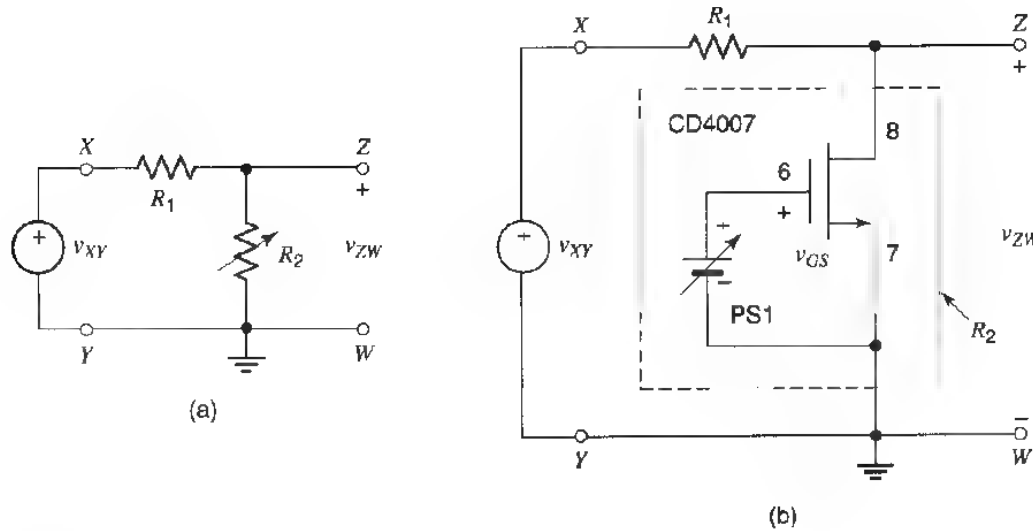 X
Z
+
R1
+
vXY
R2
vZW
Y
W
(a)
X
R1
Z
+
CD4007
8
6
+
+
vXY
vGS
7
vZW
−
PS1
R2
−
Y
W
(b)